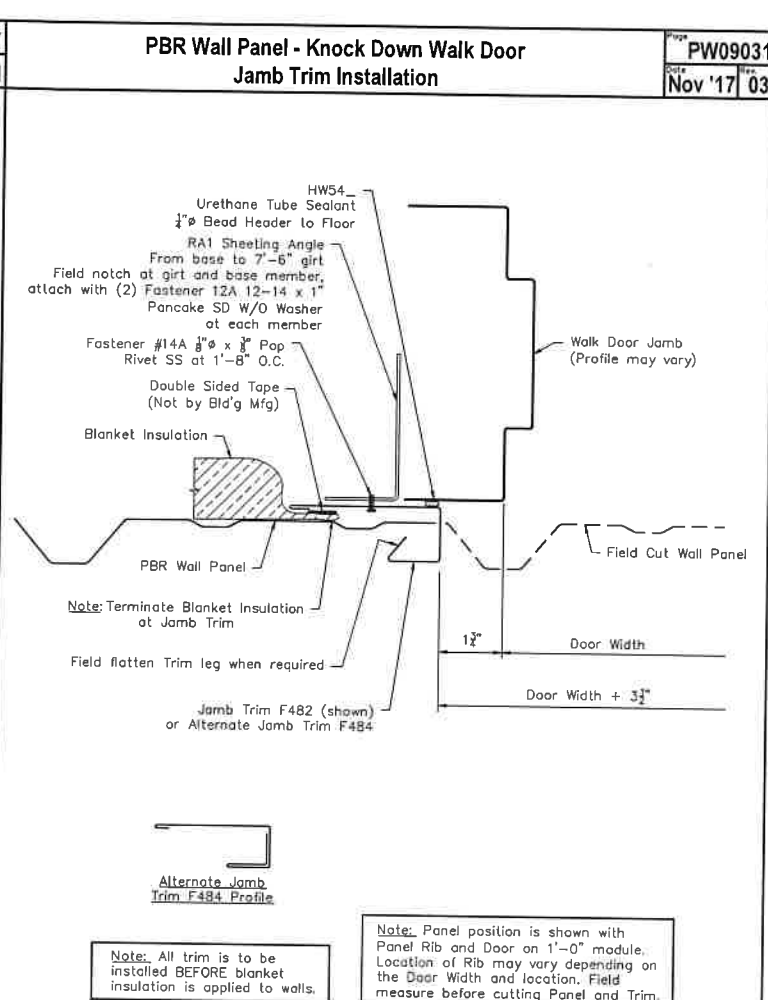 PBR Wall Panel - Knock Down Walk Door
Jamb Trim Installation
Page
PW09031
Date
Nov '17
Rev.
03
HW54_
Urethane Tube Sealant
¼"ø Bead Header to Floor
RA1 Sheeting Angle
From base to 7'-6" girt
Field notch at girt and base member,
attach with (2) Fastener 12A 12-14 x 1"
Pancake SD W/O Washer
at each member
Fastener #14A ⅛"ø x ⅜" Pop
Rivet SS at 1'-8" O.C.
Double Sided Tape
(Not by Bld'g Mfg)
Blanket Insulation
Walk Door Jamb
(Profile may vary)
PBR Wall Panel
Field Cut Wall Panel
Note: Terminate Blanket Insulation
at Jamb Trim
Field flatten Trim leg when required
1¾"
Door Width
Door Width + 3½"
Jamb Trim F482 (shown)
or Alternate Jamb Trim F484
Alternate Jamb
Trim F484 Profile
Note: All trim is to be
installed BEFORE blanket
insulation is applied to walls.
Note: Panel position is shown with
Panel Rib and Door on 1'-0" module.
Location of Rib may vary depending on
the Door Width and location. Field
measure before cutting Panel and Trim.